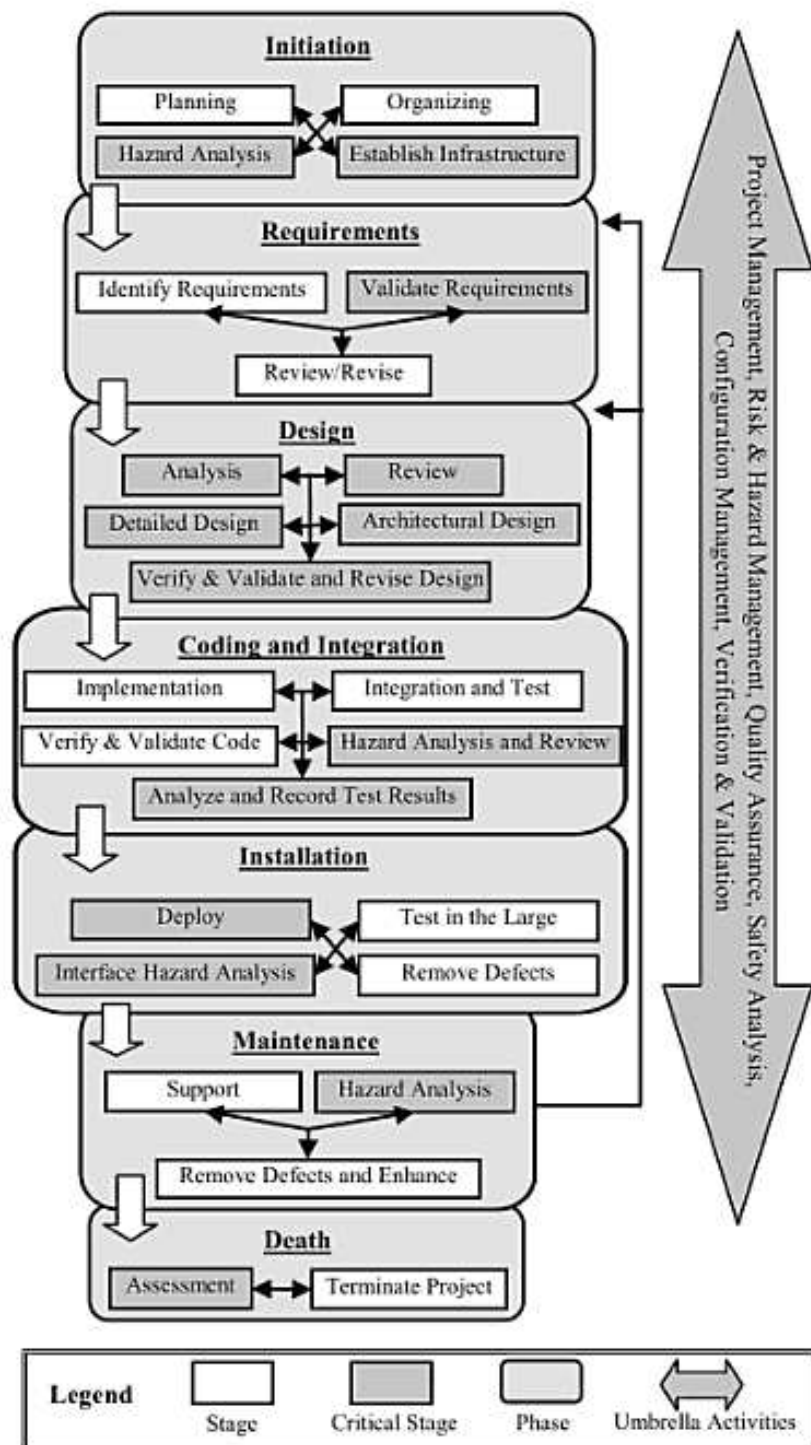 Initiation
Planning
Organizing
Hazard Analysis
Establish Infrastructure
Requirements
Identify Requirements
Validate Requirements
Review/Revise
Design
Analysis
Review
Detailed Design
Architectural Design
Verify & Validate and Revise Design
Coding and Integration
Implementation
Integration and Test
Verify & Validate Code
Hazard Analysis and Review
Analyze and Record Test Results
Installation
Deploy
Test in the Large
Interface Hazard Analysis
Remove Defects
Maintenance
Support
Hazard Analysis
Remove Defects and Enhance
Death
Assessment
Terminate Project
Project Management, Risk & Hazard Management, Quality Assurance, Safety Analysis,
Configuration Management, Verification & Validation
Legend
Stage
Critical Stage
Phase
Umbrella Activities